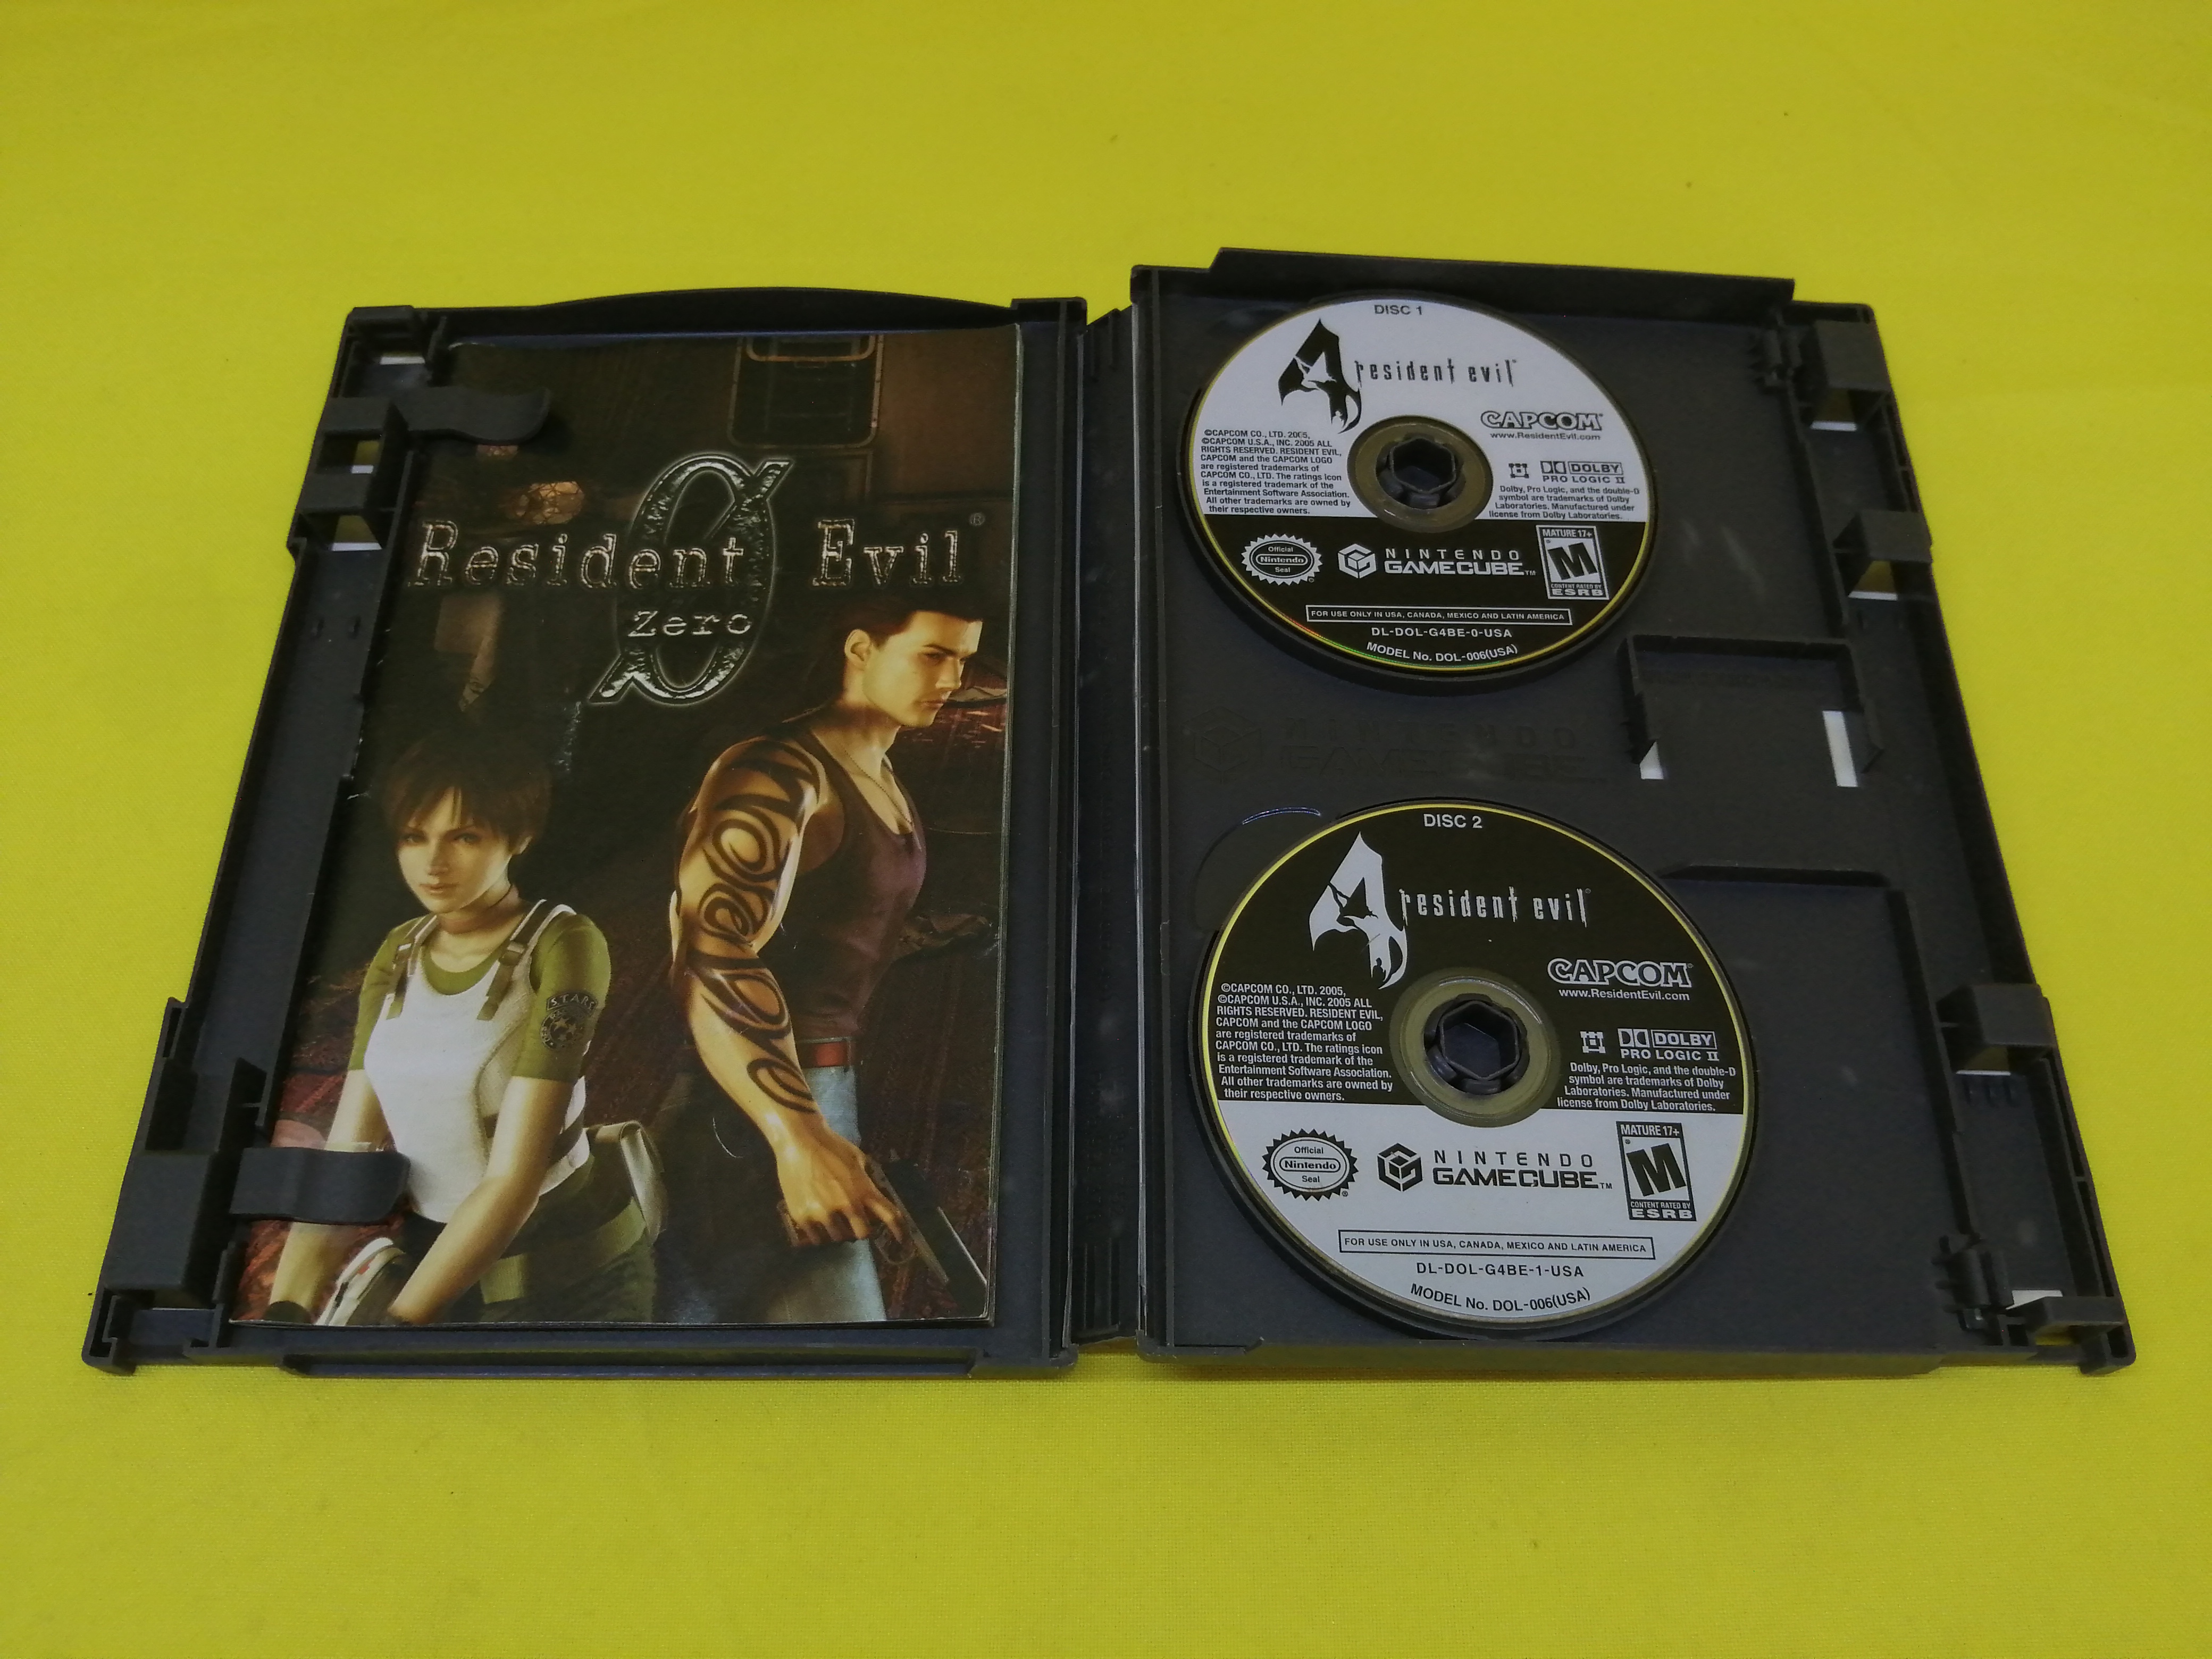 Resident Evil®
Zero
STARS
DISC 1
4 resident evil
CAPCOM®
www.ResidentEvil.com
©CAPCOM CO., LTD. 2005,
©CAPCOM U.S.A., INC. 2005 ALL
RIGHTS RESERVED. RESIDENT EVIL,
CAPCOM and the CAPCOM LOGO
are registered trademarks of
CAPCOM CO., LTD. The ratings icon
is a registered trademark of the
Entertainment Software Association.
All other trademarks are owned by
their respective owners.
DOLBY
PRO LOGIC II
Dolby, Pro Logic, and the double-D
symbol are trademarks of Dolby
Laboratories. Manufactured under
license from Dolby Laboratories.
Official
Nintendo
Seal
NINTENDO
GAMECUBE™
MATURE 17+
M
CONTENT RATED BY
ESRB
FOR USE ONLY IN USA, CANADA, MEXICO AND LATIN AMERICA
DL-DOL-G4BE-0-USA
MODEL No. DOL-006(USA)
NINTENDO
GAMECUBE
DISC 2
4 resident evil
CAPCOM®
www.ResidentEvil.com
©CAPCOM CO., LTD. 2005,
©CAPCOM U.S.A., INC. 2005 ALL
RIGHTS RESERVED. RESIDENT EVIL,
CAPCOM and the CAPCOM LOGO
are registered trademarks of
CAPCOM CO., LTD. The ratings icon
is a registered trademark of the
Entertainment Software Association.
All other trademarks are owned by
their respective owners.
DOLBY
PRO LOGIC II
Dolby, Pro Logic, and the double-D
symbol are trademarks of Dolby
Laboratories. Manufactured under
license from Dolby Laboratories.
Official
Nintendo
Seal
NINTENDO
GAMECUBE™
MATURE 17+
M
CONTENT RATED BY
ESRB
FOR USE ONLY IN USA, CANADA, MEXICO AND LATIN AMERICA
DL-DOL-G4BE-1-USA
MODEL No. DOL-006(USA)